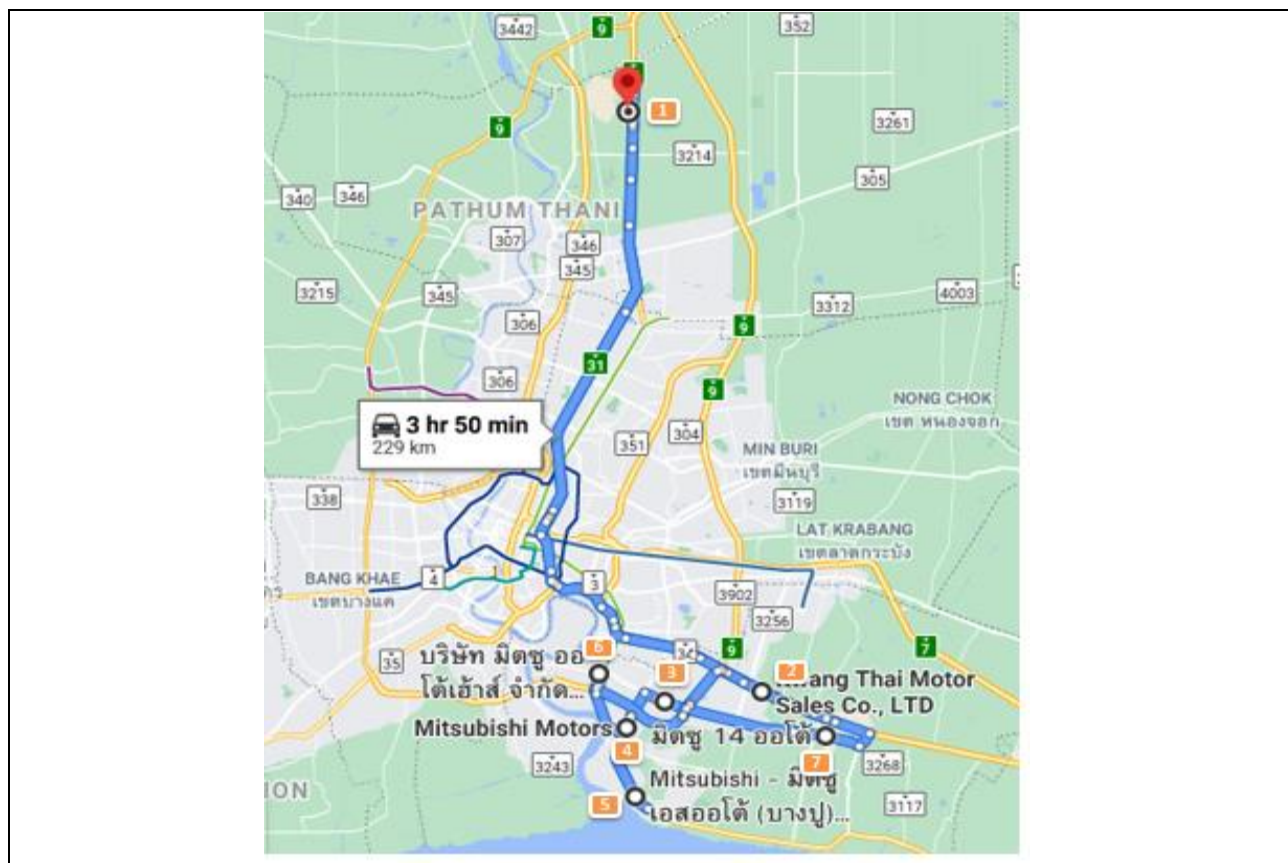 3442
9
352
1
9
3214
3261
305
340
346
PATHUM THANI
307
346
345
3215
345
306
3312
4003
9
31
306
9
NONG CHOK
เขต หนองจอก
3 hr 50 min
229 km
351
304
MIN BURI
เขตมีนบุรี
338
3119
LAT KRABANG
เขตลาดกระบัง
BANG KHAE
เขตบางแค
4
3
3902
3256
35
บริษัท มิตซู ออ
โต้เฮ้าส์ จำกัด...
6
34
9
7
3
2
Thai Motor
Sales Co., LTD
Mitsubishi Motors
4
มิตซู 14 ออโต้
7
3243
3268
ION
5
Mitsubishi - มิตซู
เอสออโต้ (บางปู)...
3117